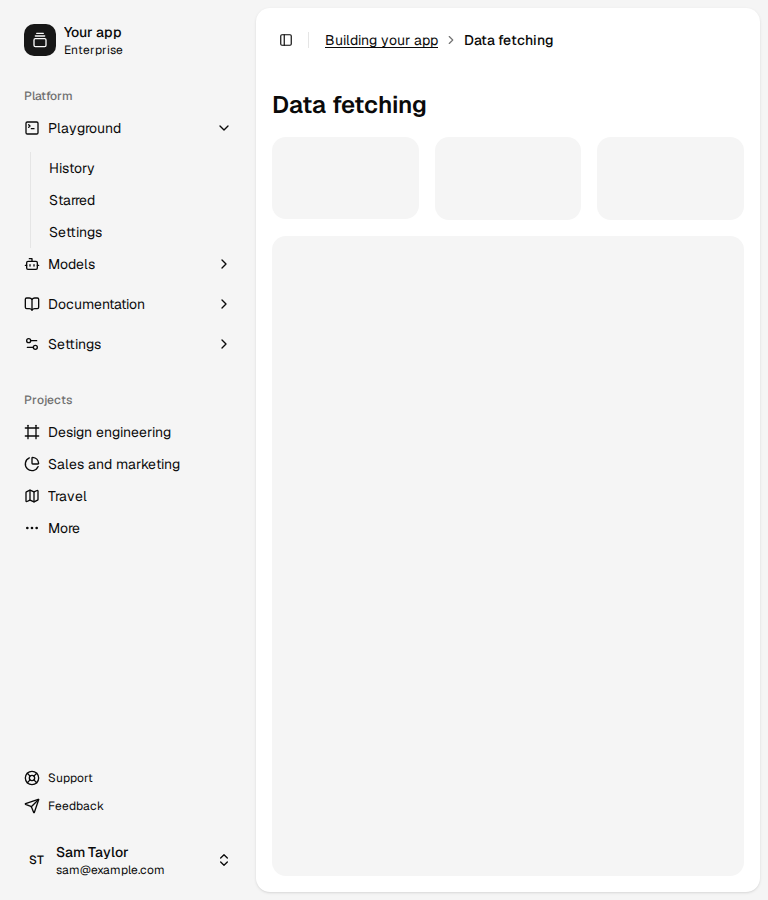 Your app
Enterprise
Platform
Playground
History
Starred
Settings
Models
Documentation
Settings
Projects
Design engineering
Sales and marketing
Travel
More
Support
Feedback
ST
Sam Taylor
sam@example.com
Building your app
Data fetching
Data fetching